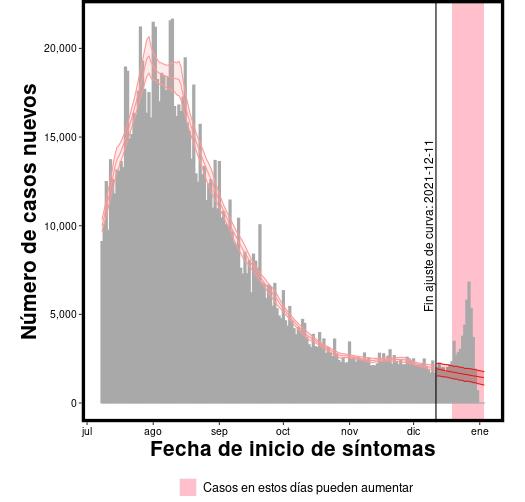 Número de casos nuevos
20,000
15,000
10,000
5,000
0
Fin ajuste de curva: 2021-12-11
jul ago sep oct nov dic ene
Fecha de inicio de síntomas
Casos en estos días pueden aumentar